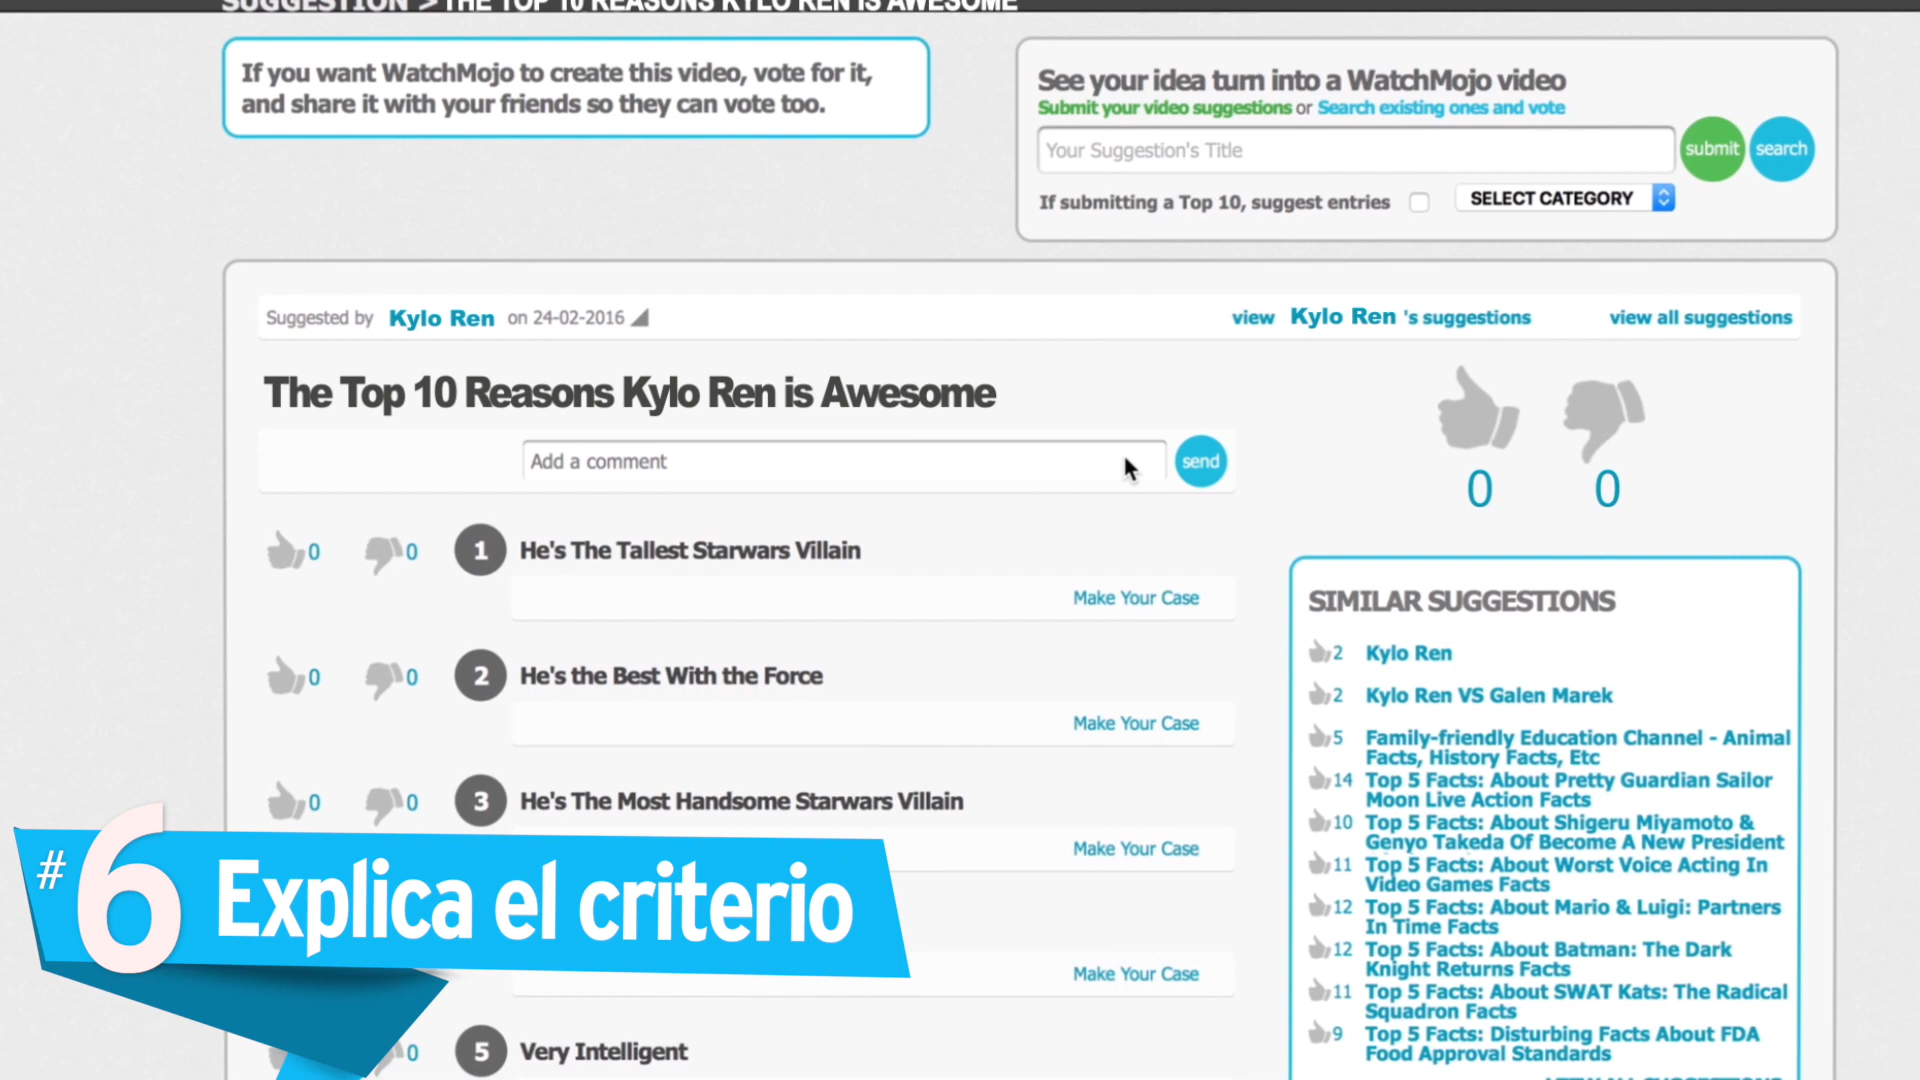 SUGGESTION > THE TOP 10 REASONS KYLO REN IS AWESOME
If you want WatchMojo to create this video, vote for it,
and share it with your friends so they can vote too.
See your idea turn into a WatchMojo video
Submit your video suggestions or Search existing ones and vote
Your Suggestion's Title
submit
search
If submitting a Top 10, suggest entries
SELECT CATEGORY
Suggested by Kylo Ren on 24-02-2016
view Kylo Ren 's suggestions
view all suggestions
The Top 10 Reasons Kylo Ren is Awesome
Add a comment
send
0
0
0 0 1 He's The Tallest Starwars Villain
Make Your Case
0 0 2 He's the Best With the Force
Make Your Case
0 0 3 He's The Most Handsome Starwars Villain
Make Your Case
Make Your Case
0 5 Very Intelligent
SIMILAR SUGGESTIONS
2 Kylo Ren
2 Kylo Ren VS Galen Marek
5 Family-friendly Education Channel - Animal
Facts, History Facts, Etc
14 Top 5 Facts: About Pretty Guardian Sailor
Moon Live Action Facts
10 Top 5 Facts: About Shigeru Miyamoto &
Genyo Takeda Of Become A New President
11 Top 5 Facts: About Worst Voice Acting In
Video Games Facts
12 Top 5 Facts: About Mario & Luigi: Partners
In Time Facts
12 Top 5 Facts: About Batman: The Dark
Knight Returns Facts
11 Top 5 Facts: About SWAT Kats: The Radical
Squadron Facts
9 Top 5 Facts: Disturbing Facts About FDA
Food Approval Standards
#6 Explica el criterio